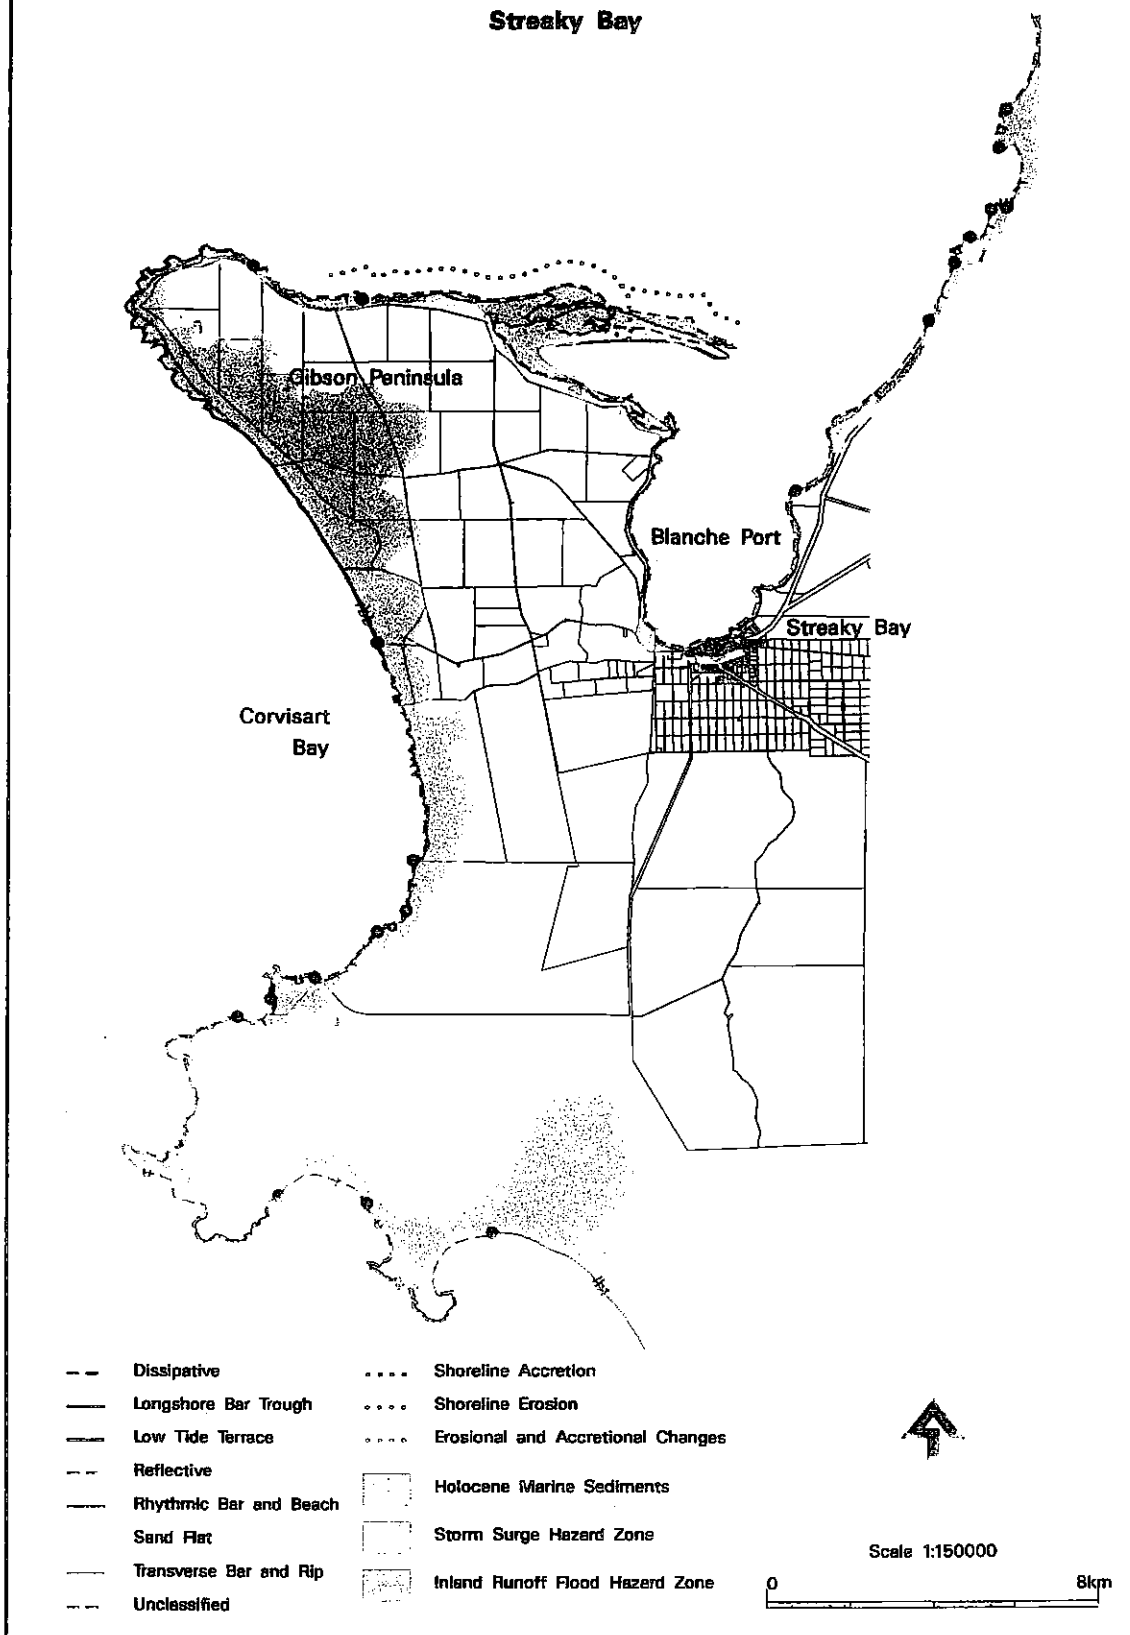 Streaky Bay
Gibson Peninsula
Blanche Port
Streaky Bay
Corvisart
Bay
Dissipative
Longshore Bar Trough
Low Tide Terrace
Reflective
Rhythmic Bar and Beach
Sand Flat
Transverse Bar and Rip
Unclassified
Shoreline Accretion
Shoreline Erosion
Erosional and Accretional Changes
Holocene Marine Sediments
Storm Surge Hazard Zone
Inland Runoff Flood Hazard Zone
Scale 1:150000
0 8km